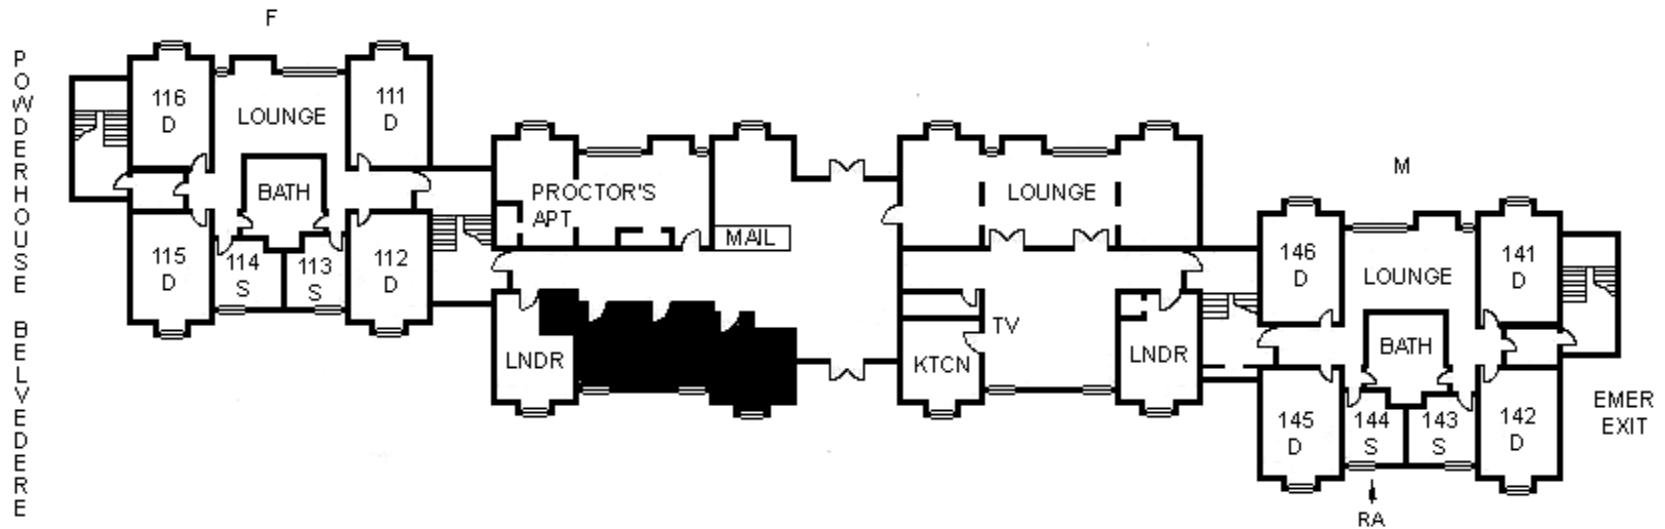 POWDERHOUSE BELVEDERE
F
116
D
LOUNGE
111
D
BATH
115
D
114
S
113
S
112
D
PROCTOR'S
APT
MAIL
LNDR
LOUNGE
TV
KTCN
LNDR
M
146
D
LOUNGE
141
D
BATH
145
D
144
S
143
S
142
D
EMER
EXIT
RA